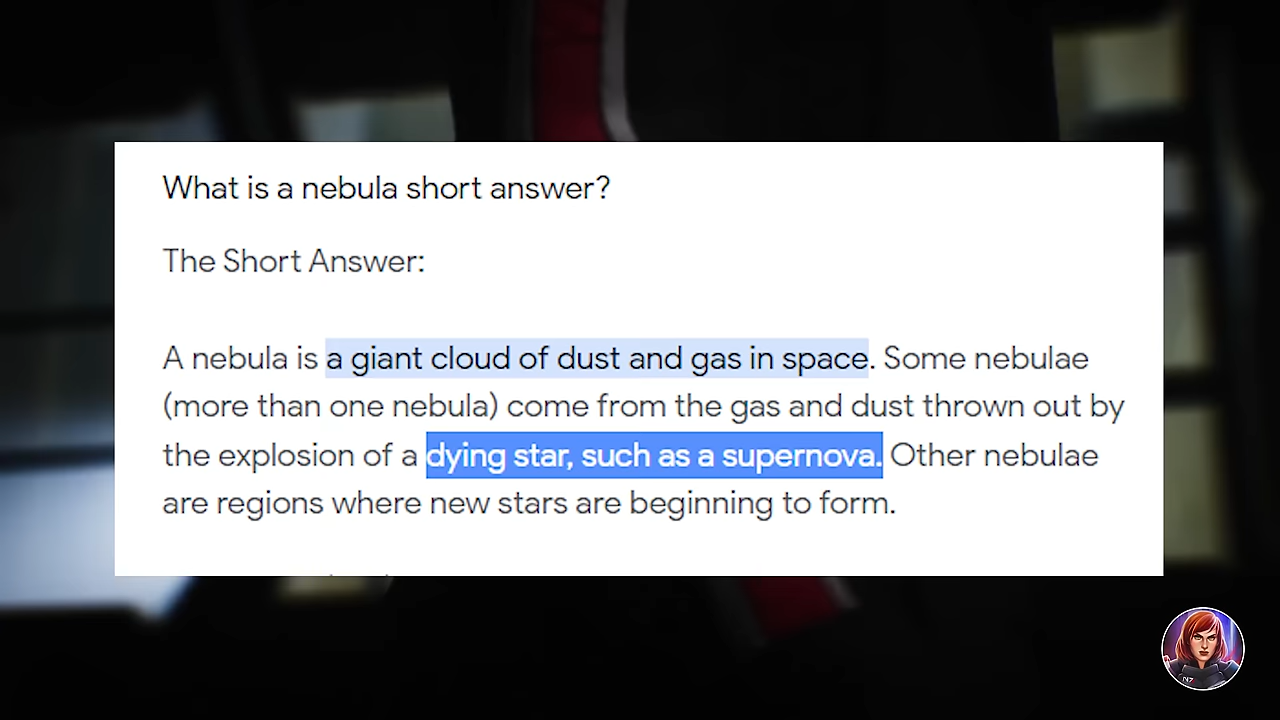 What is a nebula short answer?
The Short Answer:
A nebula is a giant cloud of dust and gas in space. Some nebulae
(more than one nebula) come from the gas and dust thrown out by
the explosion of a dying star, such as a supernova. Other nebulae
are regions where new stars are beginning to form.
N7